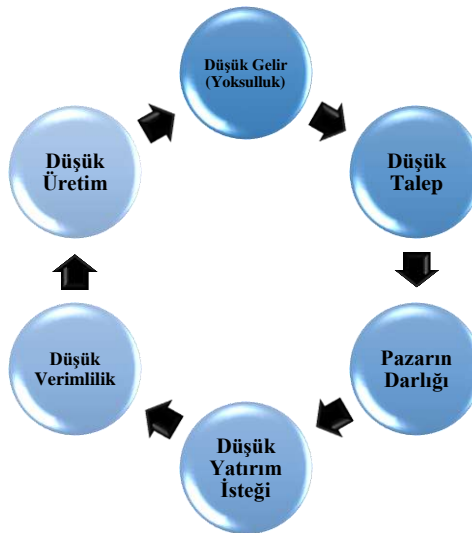 Düşük Gelir
(Yoksulluk)
Düşük
Talep
Pazarın
Darlığı
Düşük
Yatırım
İsteği
Düşük
Verimlilik
Düşük
Üretim